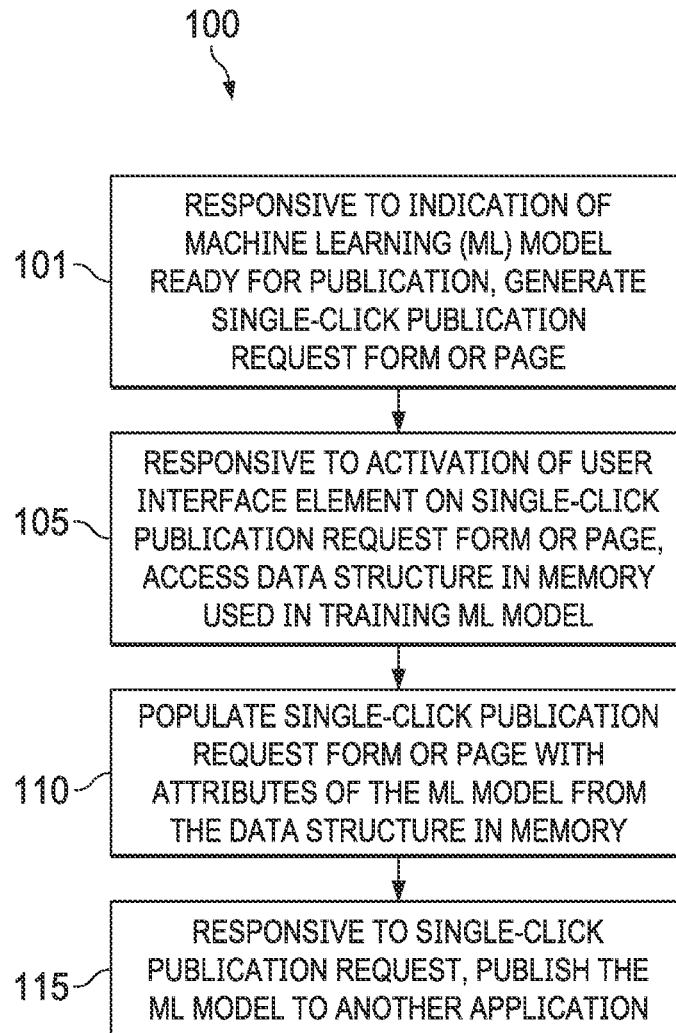 100
101
RESPONSIVE TO INDICATION OF
MACHINE LEARNING (ML) MODEL
READY FOR PUBLICATION, GENERATE
SINGLE-CLICK PUBLICATION
REQUEST FORM OR PAGE
105
RESPONSIVE TO ACTIVATION OF USER
INTERFACE ELEMENT ON SINGLE-CLICK
PUBLICATION REQUEST FORM OR PAGE,
ACCESS DATA STRUCTURE IN MEMORY
USED IN TRAINING ML MODEL
110
POPULATE SINGLE-CLICK PUBLICATION
REQUEST FORM OR PAGE WITH
ATTRIBUTES OF THE ML MODEL FROM
THE DATA STRUCTURE IN MEMORY
115
RESPONSIVE TO SINGLE-CLICK
PUBLICATION REQUEST, PUBLISH THE
ML MODEL TO ANOTHER APPLICATION